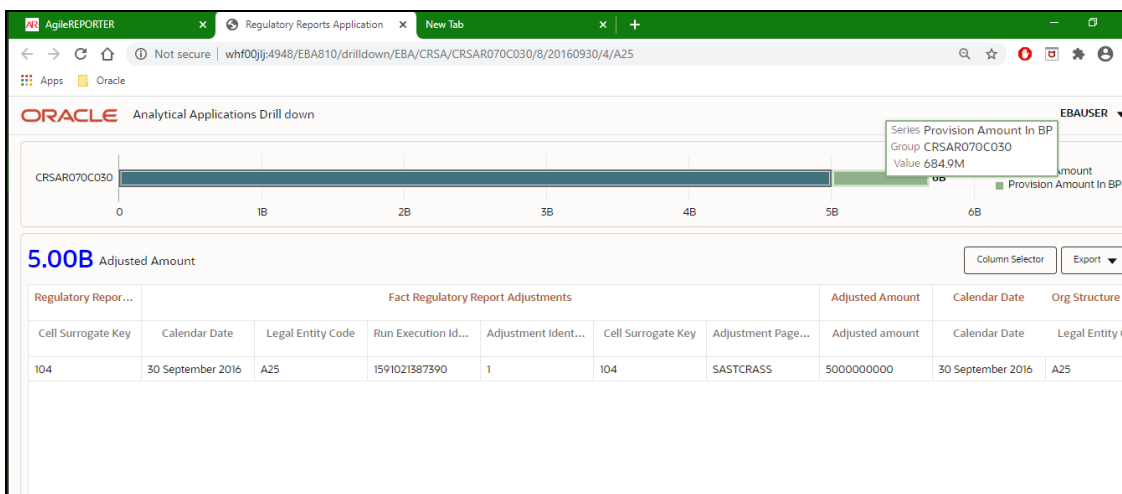 AR AgileREPORTER × Regulatory Reports Application × New Tab × +
Not secure whf00jlj:4948/EBA810/drilldown/EBA/CRSA/CRSAR070C030/8/20160930/4/A25
Apps Oracle
ORACLE Analytical Applications Drill down EBAUSER
Series Provision Amount In BP
Group CRSAR070C030
Value 684.9M
CRSAR070C030
Provision Amount In BP
0 1B 2B 3B 4B 5B 6B
5.00B Adjusted Amount Column Selector Export
Regulatory Repor... Fact Regulatory Report Adjustments Adjusted Amount Calendar Date Org Structure
Cell Surrogate Key Calendar Date Legal Entity Code Run Execution Id... Adjustment Ident... Cell Surrogate Key Adjustment Page... Adjusted amount Calendar Date Legal Entity
104 30 September 2016 A25 1591021387390 1 104 SASTCRASS 5000000000 30 September 2016 A25